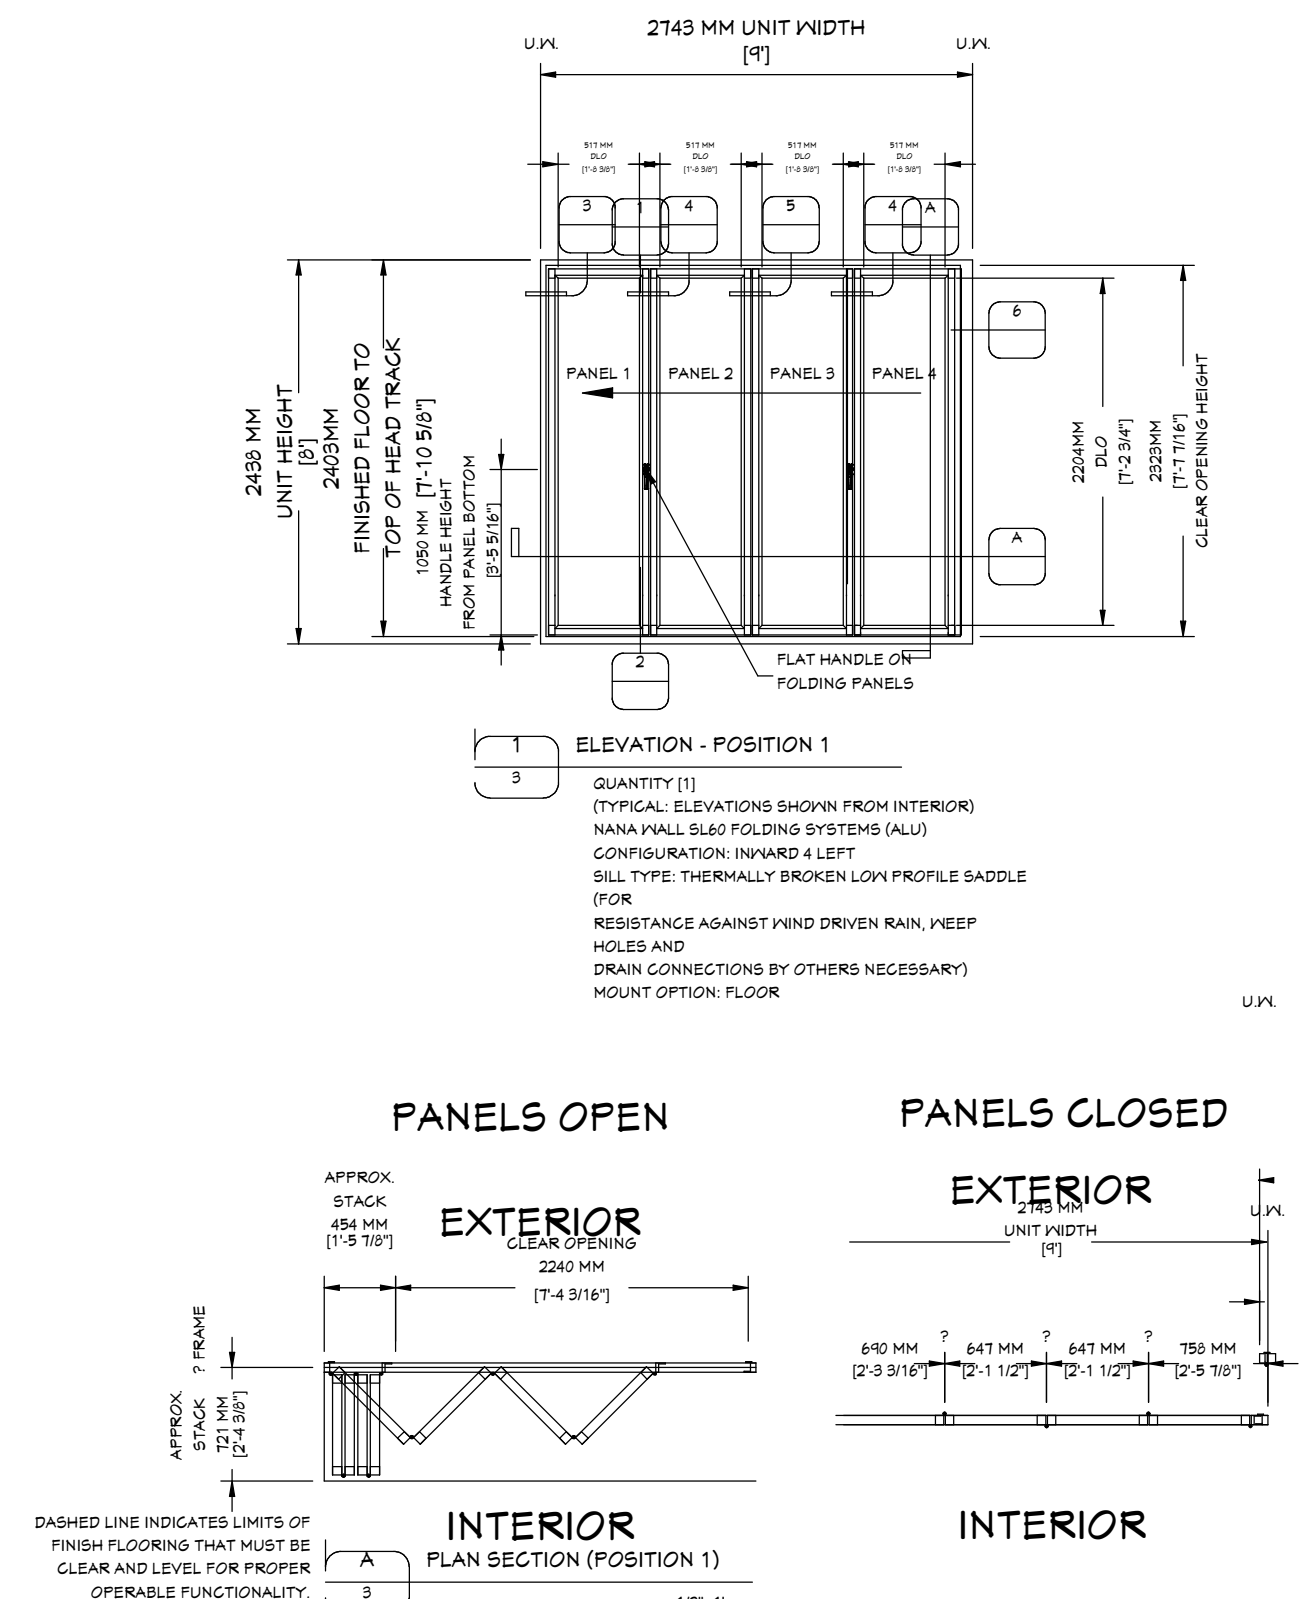 2743 MM UNIT WIDTH
[9']
U.W.
U.W.
517 MM
DLO
[1'-8 3/8"]
517 MM
DLO
[1'-8 3/8"]
517 MM
DLO
[1'-8 3/8"]
517 MM
DLO
[1'-8 3/8"]
3
1
4
5
4
A
6
PANEL 1
PANEL 2
PANEL 3
PANEL 4
2438 MM
UNIT HEIGHT
[8']
2403MM
FINISHED FLOOR TO
TOP OF HEAD TRACK
[7'-10 5/8"]
1050 MM
HANDLE HEIGHT
FROM PANEL BOTTOM
[3'-5 5/16"]
2204MM
DLO
[7'-2 3/4"]
2323MM
[7'-7 7/16"]
CLEAR OPENING HEIGHT
A
2
FLAT HANDLE ON
FOLDING PANELS
1
3
ELEVATION - POSITION 1
QUANTITY [1]
(TYPICAL: ELEVATIONS SHOWN FROM INTERIOR)
NANA WALL SL60 FOLDING SYSTEMS (ALU)
CONFIGURATION: INWARD 4 LEFT
SILL TYPE: THERMALLY BROKEN LOW PROFILE SADDLE
(FOR
RESISTANCE AGAINST WIND DRIVEN RAIN, WEEP
HOLES AND
DRAIN CONNECTIONS BY OTHERS NECESSARY)
MOUNT OPTION: FLOOR
U.W.
PANELS OPEN
PANELS CLOSED
APPROX.
STACK
454 MM
[1'-5 7/8"]
EXTERIOR
CLEAR OPENING
2240 MM
[7'-4 3/16"]
EXTERIOR
2743 MM
UNIT WIDTH
[9']
U.W.
? FRAME
APPROX.
STACK
721 MM
[2'-4 3/8"]
690 MM
[2'-3 3/16"]
?
647 MM
[2'-1 1/2"]
?
647 MM
[2'-1 1/2"]
?
758 MM
[2'-5 7/8"]
DASHED LINE INDICATES LIMITS OF
FINISH FLOORING THAT MUST BE
CLEAR AND LEVEL FOR PROPER
OPERABLE FUNCTIONALITY.
INTERIOR
INTERIOR
A
3
PLAN SECTION (POSITION 1)